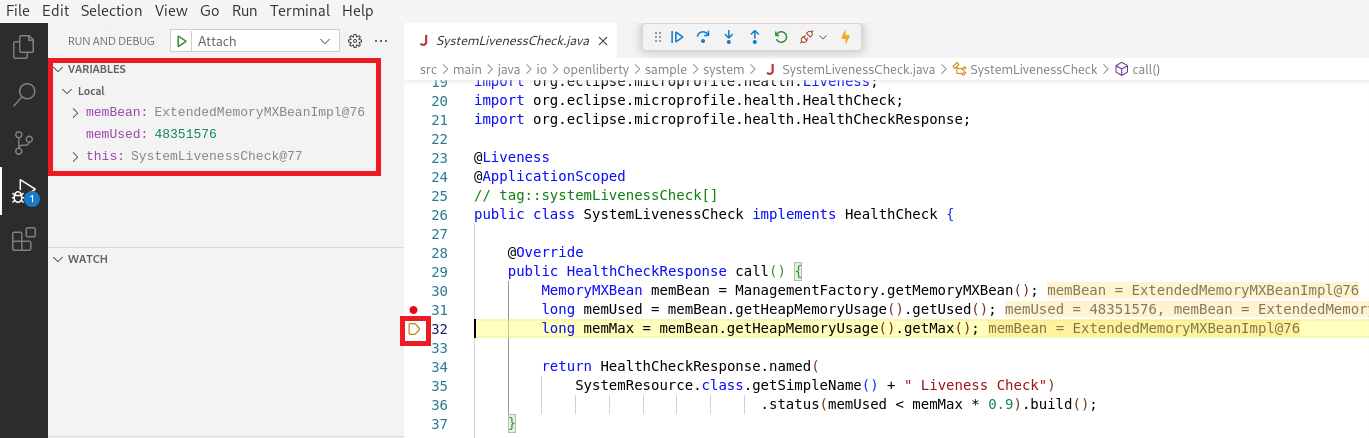 File Edit Selection View Go Run Terminal Help
RUN AND DEBUG Attach
VARIABLES
Local
memBean: ExtendedMemoryMXBeanImpl@76
memUsed: 48351576
this: SystemLivenessCheck@77
1
WATCH
J SystemLivenessCheck.java
src > main > java > io > openliberty > sample > system > J SystemLivenessCheck.java > SystemLivenessCheck > call()
19 import org.eclipse.microprofile.health.Liveness;
20 import org.eclipse.microprofile.health.HealthCheck;
21 import org.eclipse.microprofile.health.HealthCheckResponse;
22
23 @Liveness
24 @ApplicationScoped
25 // tag::systemLivenessCheck[]
26 public class SystemLivenessCheck implements HealthCheck {
27
28 @Override
29 public HealthCheckResponse call() {
30 MemoryMXBean memBean = ManagementFactory.getMemoryMXBean(); memBean = ExtendedMemoryMXBeanImpl@76
31 long memUsed = memBean.getHeapMemoryUsage().getUsed(); memUsed = 48351576, memBean = ExtendedMemory
32 long memMax = memBean.getHeapMemoryUsage().getMax(); memBean = ExtendedMemoryMXBeanImpl@76
33
34 return HealthCheckResponse.named(
35 SystemResource.class.getSimpleName() + " Liveness Check")
36 .status(memUsed < memMax * 0.9).build();
37 }